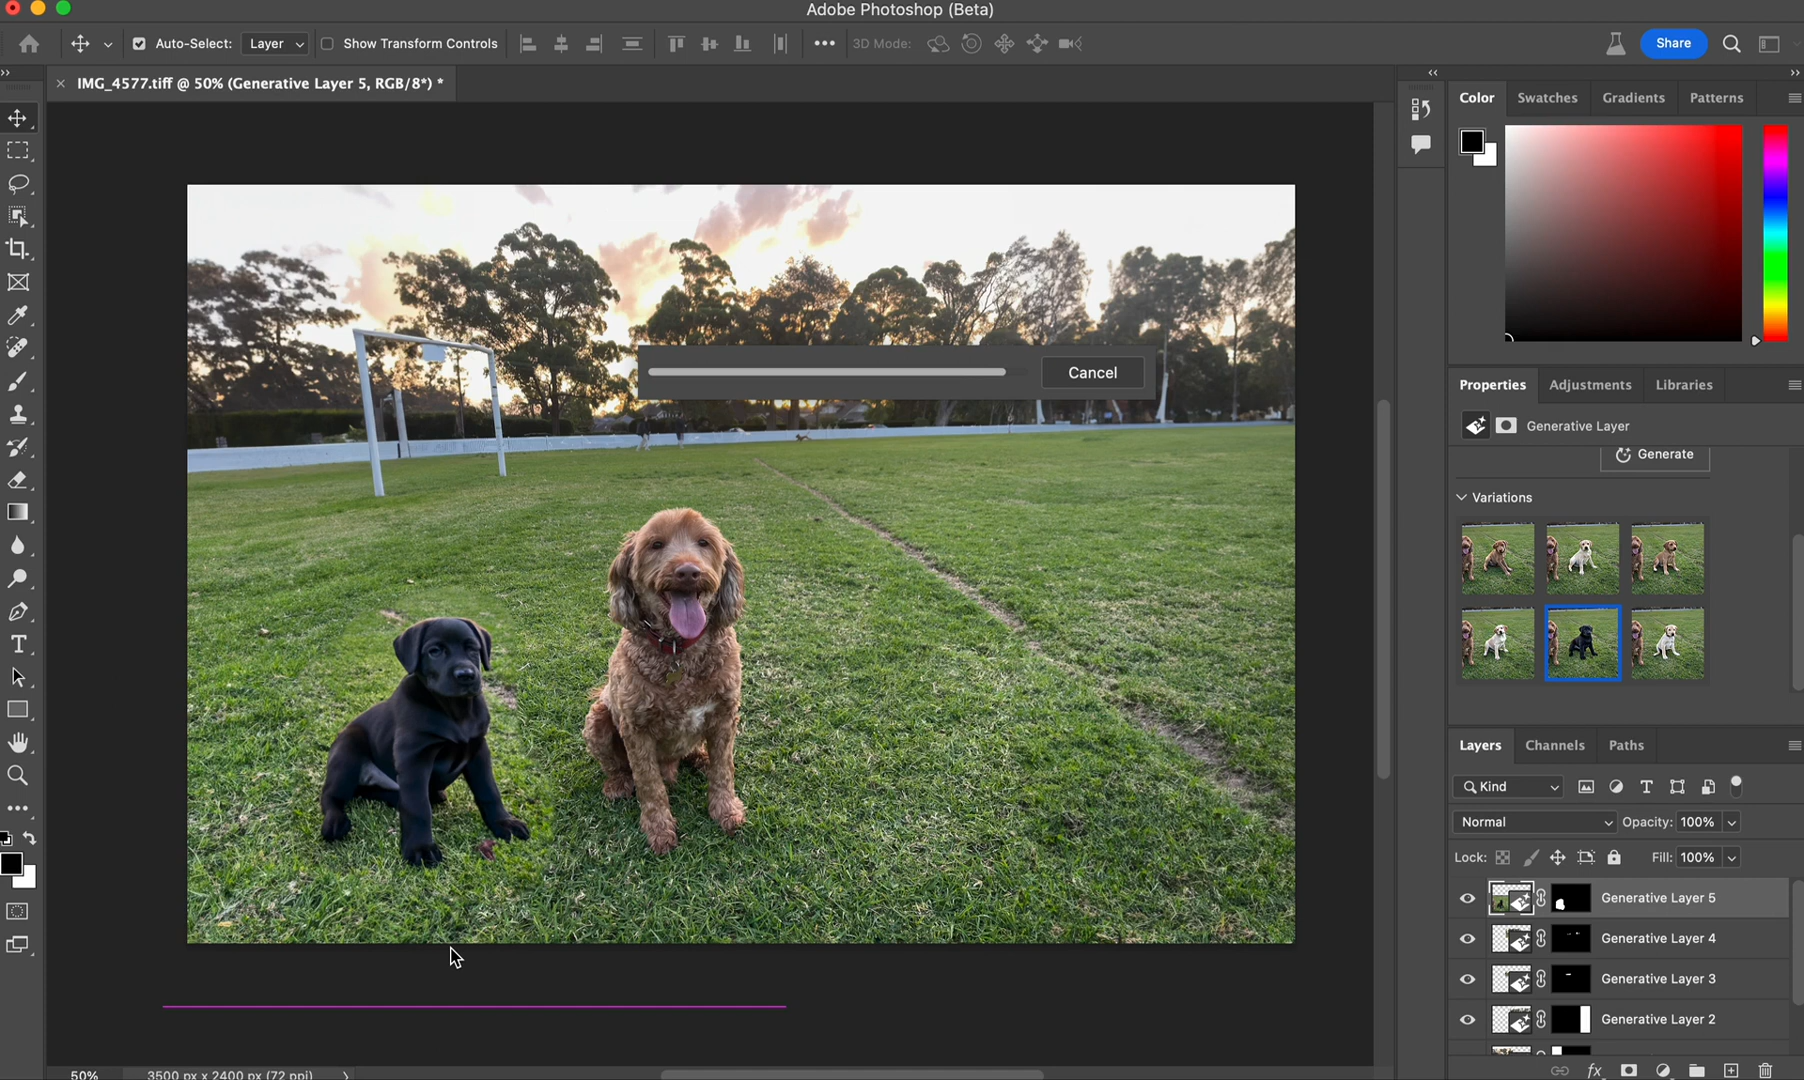 Adobe Photoshop (Beta)
Auto-Select: Layer Show Transform Controls 3D Mode: Share
IMG_4577.tiff @ 50% (Generative Layer 5, RGB/8*) *
Color Swatches Gradients Patterns
Cancel
Properties Adjustments Libraries
Generative Layer
Generate
Variations
Layers Channels Paths
Kind
Normal Opacity: 100%
Lock: Fill: 100%
Generative Layer 5
Generative Layer 4
Generative Layer 3
Generative Layer 2
50% 3500 px x 2400 px (72 ppi)